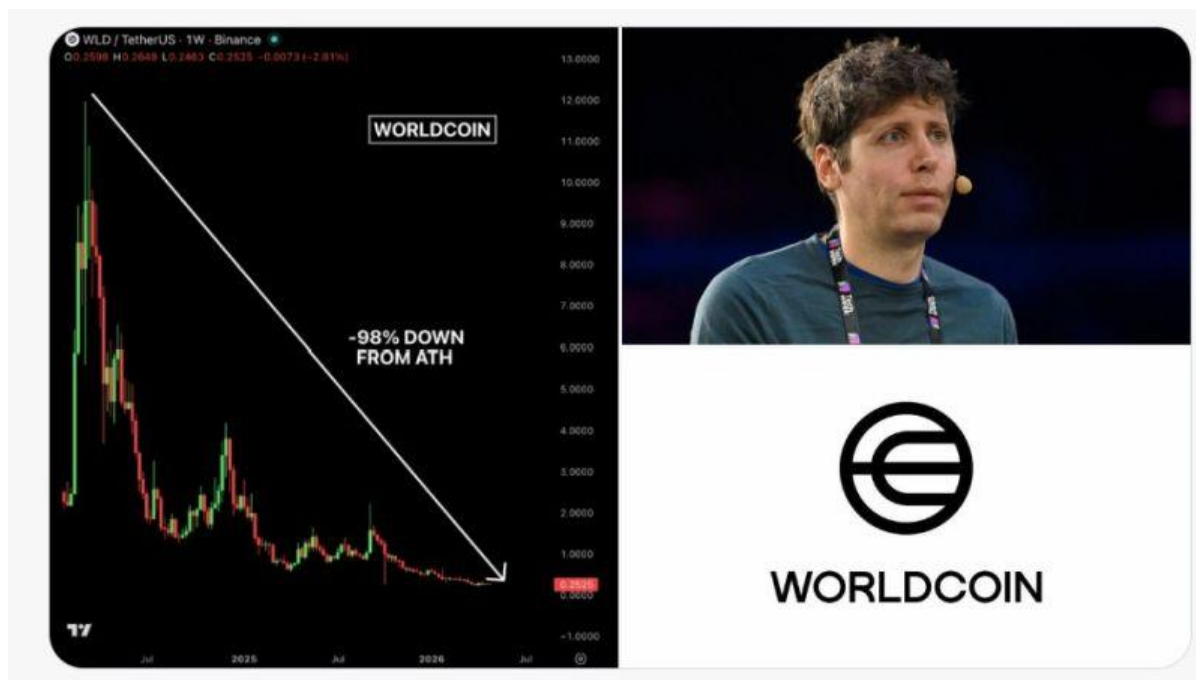 WLD / TetherUS · 1W · Binance
O0.2598 H0.2648 L0.2463 C0.2525 -0.0073 (-2.81%)
13.0000
12.0000
WORLDCOIN
11.0000
10.0000
9.0000
8.0000
7.0000
-98% DOWN
FROM ATH
6.0000
5.0000
4.0000
3.0000
2.0000
1.0000
0.2525
0.0000
-1.0000
Jul
2025
Jul
2026
Jul
WORLDCOIN